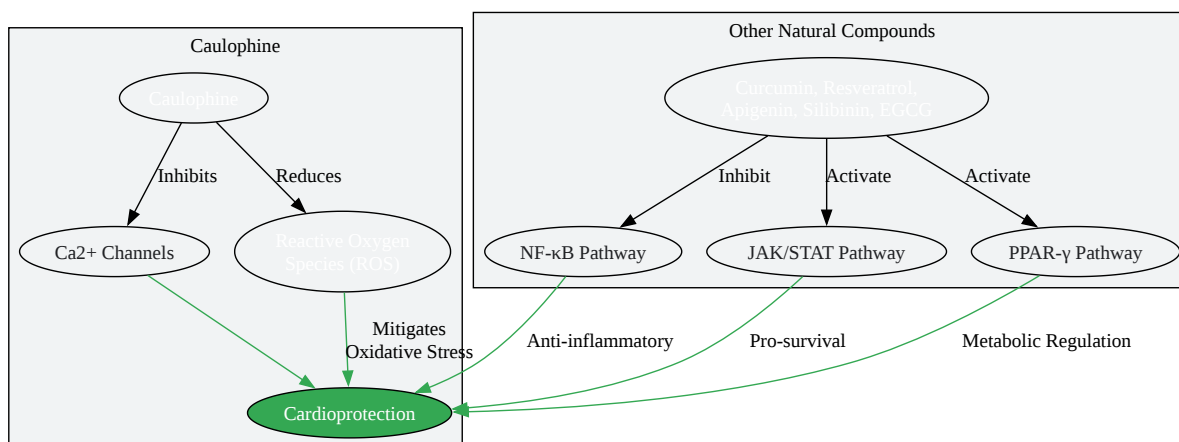 Caulophine
Caulophine
Inhibits
Reduces
Ca2+ Channels
Reactive Oxygen
Species (ROS)
Mitigates
Oxidative Stress
Cardioprotection
Other Natural Compounds
Curcumin, Resveratrol,
Apigenin, Silibinin, EGCG
Inhibit
Activate
Activate
NF-κB Pathway
JAK/STAT Pathway
PPAR-γ Pathway
Anti-inflammatory
Pro-survival
Metabolic Regulation